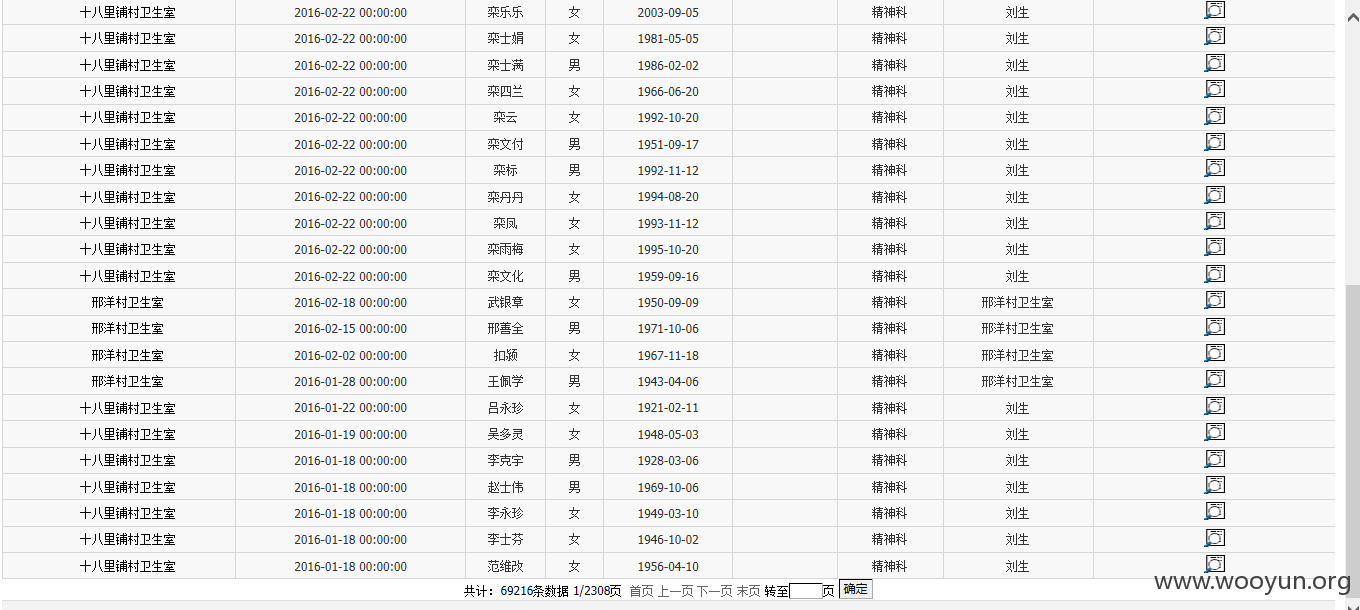 十八里铺村卫生室 2016-02-22 00:00:00 栾乐乐 女 2003-09-05 精神科 刘生
十八里铺村卫生室 2016-02-22 00:00:00 栾士娟 女 1981-05-05 精神科 刘生
十八里铺村卫生室 2016-02-22 00:00:00 栾士满 男 1986-02-02 精神科 刘生
十八里铺村卫生室 2016-02-22 00:00:00 栾四兰 女 1966-06-20 精神科 刘生
十八里铺村卫生室 2016-02-22 00:00:00 栾云 女 1992-10-20 精神科 刘生
十八里铺村卫生室 2016-02-22 00:00:00 栾文付 男 1951-09-17 精神科 刘生
十八里铺村卫生室 2016-02-22 00:00:00 栾标 男 1992-11-12 精神科 刘生
十八里铺村卫生室 2016-02-22 00:00:00 栾丹丹 女 1994-08-20 精神科 刘生
十八里铺村卫生室 2016-02-22 00:00:00 栾凤 女 1993-11-12 精神科 刘生
十八里铺村卫生室 2016-02-22 00:00:00 栾雨梅 女 1995-10-20 精神科 刘生
十八里铺村卫生室 2016-02-22 00:00:00 栾文化 男 1959-09-16 精神科 刘生
邢洋村卫生室 2016-02-18 00:00:00 武银章 女 1950-09-09 精神科 邢洋村卫生室
邢洋村卫生室 2016-02-15 00:00:00 邢善全 男 1971-10-06 精神科 邢洋村卫生室
邢洋村卫生室 2016-02-02 00:00:00 扣颍 女 1967-11-18 精神科 邢洋村卫生室
邢洋村卫生室 2016-01-28 00:00:00 王佩学 男 1943-04-06 精神科 邢洋村卫生室
十八里铺村卫生室 2016-01-22 00:00:00 吕永珍 女 1921-02-11 精神科 刘生
十八里铺村卫生室 2016-01-19 00:00:00 吴多灵 女 1948-05-03 精神科 刘生
十八里铺村卫生室 2016-01-18 00:00:00 李克宇 男 1928-03-06 精神科 刘生
十八里铺村卫生室 2016-01-18 00:00:00 赵士伟 男 1969-10-06 精神科 刘生
十八里铺村卫生室 2016-01-18 00:00:00 李永珍 女 1949-03-10 精神科 刘生
十八里铺村卫生室 2016-01-18 00:00:00 李士芬 女 1946-10-02 精神科 刘生
十八里铺村卫生室 2016-01-18 00:00:00 范维改 女 1956-04-10 精神科 刘生
共计：69216条数据 1/2308页 首页 上一页 下一页 末页 转至 页 确定
www.wooyun.org